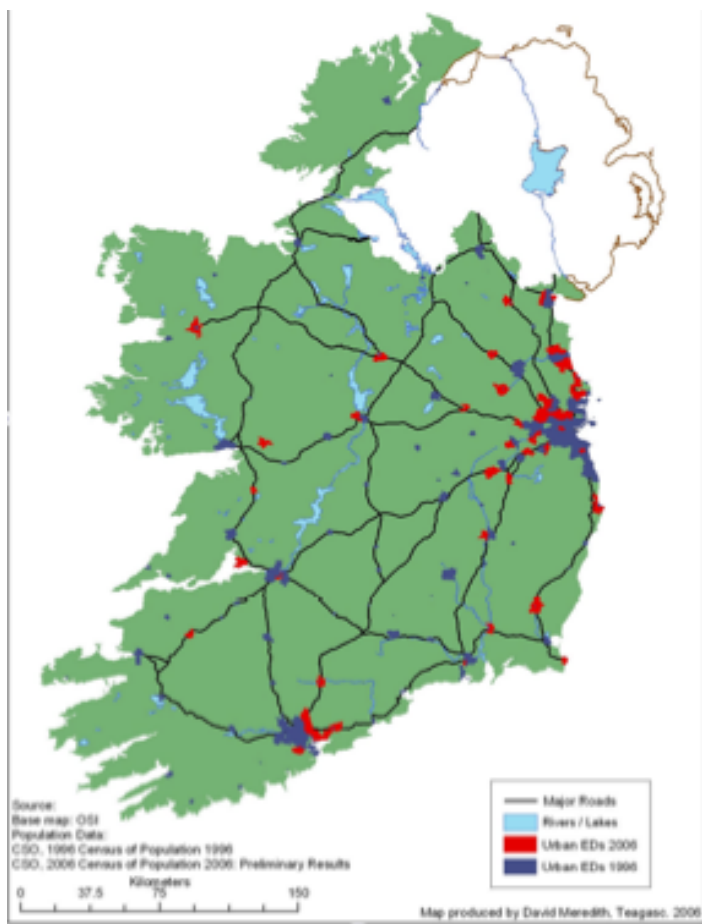 Major Roads
Rivers / Lakes
Urban EDs 2006
Urban EDs 1996
Source:
Base map: OSI
Population Data:
CSO, 1996 Census of Population 1996
CSO, 2006 Census of Population 2006: Preliminary Results
Kilometers
0 37.5 75 150
Map produced by David Meredith, Teagasc, 2006